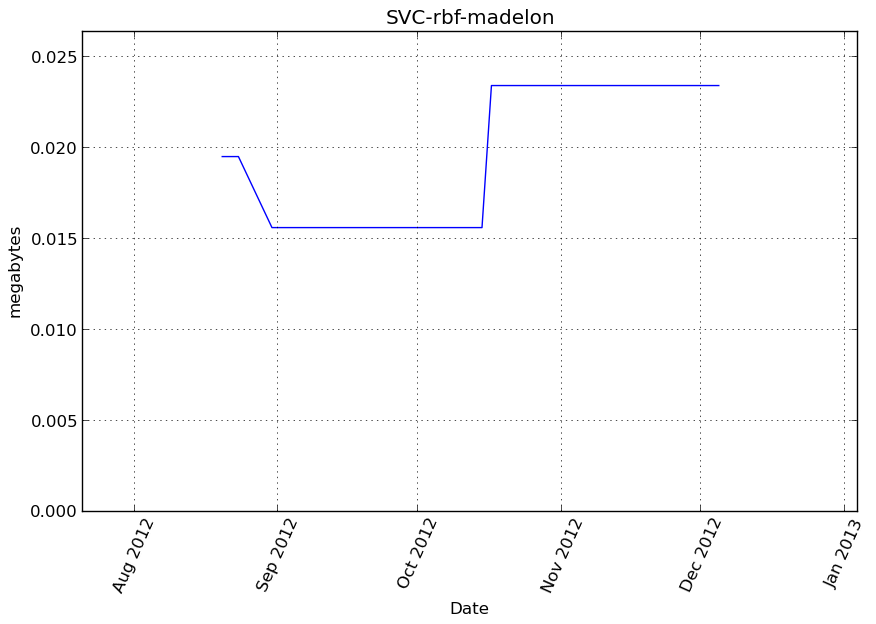 SVC-rbf-madelon
0.025
0.020
0.015
0.010
0.005
0.000
megabytes
Aug 2012
Sep 2012
Oct 2012
Nov 2012
Dec 2012
Jan 2013
Date